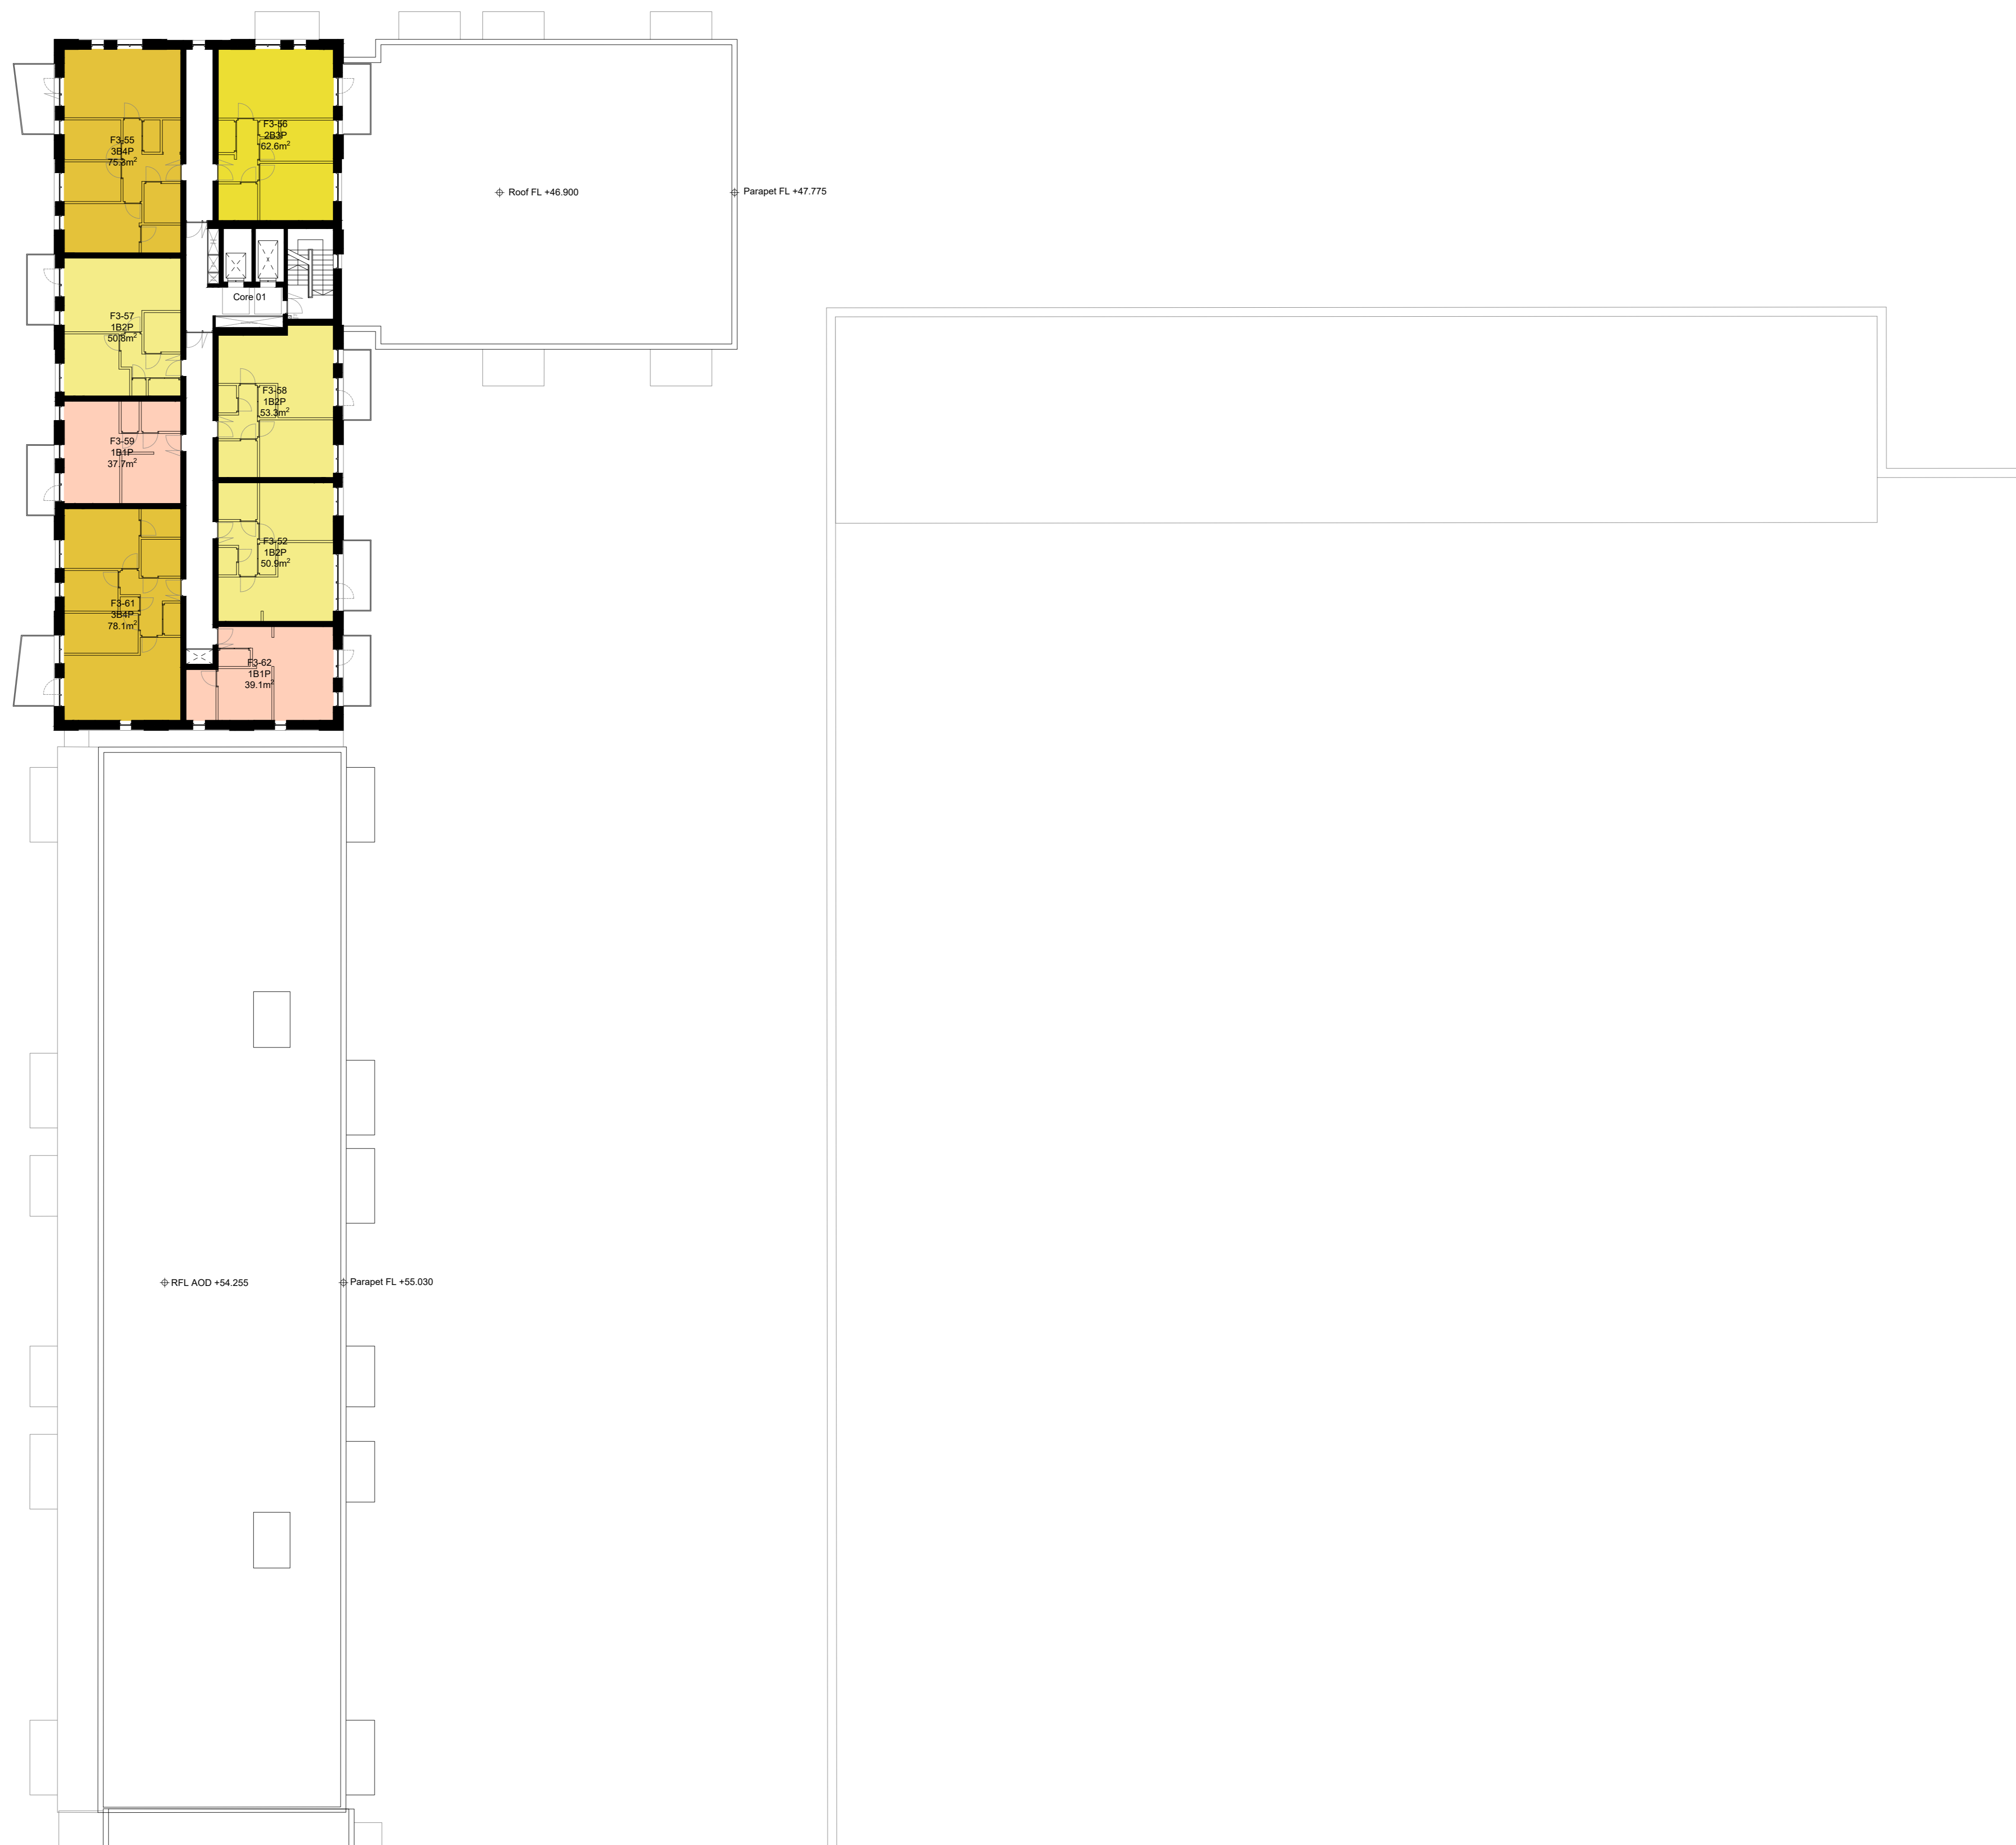 F3-55
3B4P
75.3m²
F3-56
2B3P
62.6m²
Roof FL +46.900
Parapet FL +47.775
Core 01
F3-57
1B2P
50.8m²
F3-58
1B2P
53.3m²
F3-59
1B1P
37.7m²
F3-52
1B2P
50.9m²
F3-61
3B4P
78.1m²
F3-62
1B1P
39.1m²
RFL AOD +54.255
Parapet FL +55.030